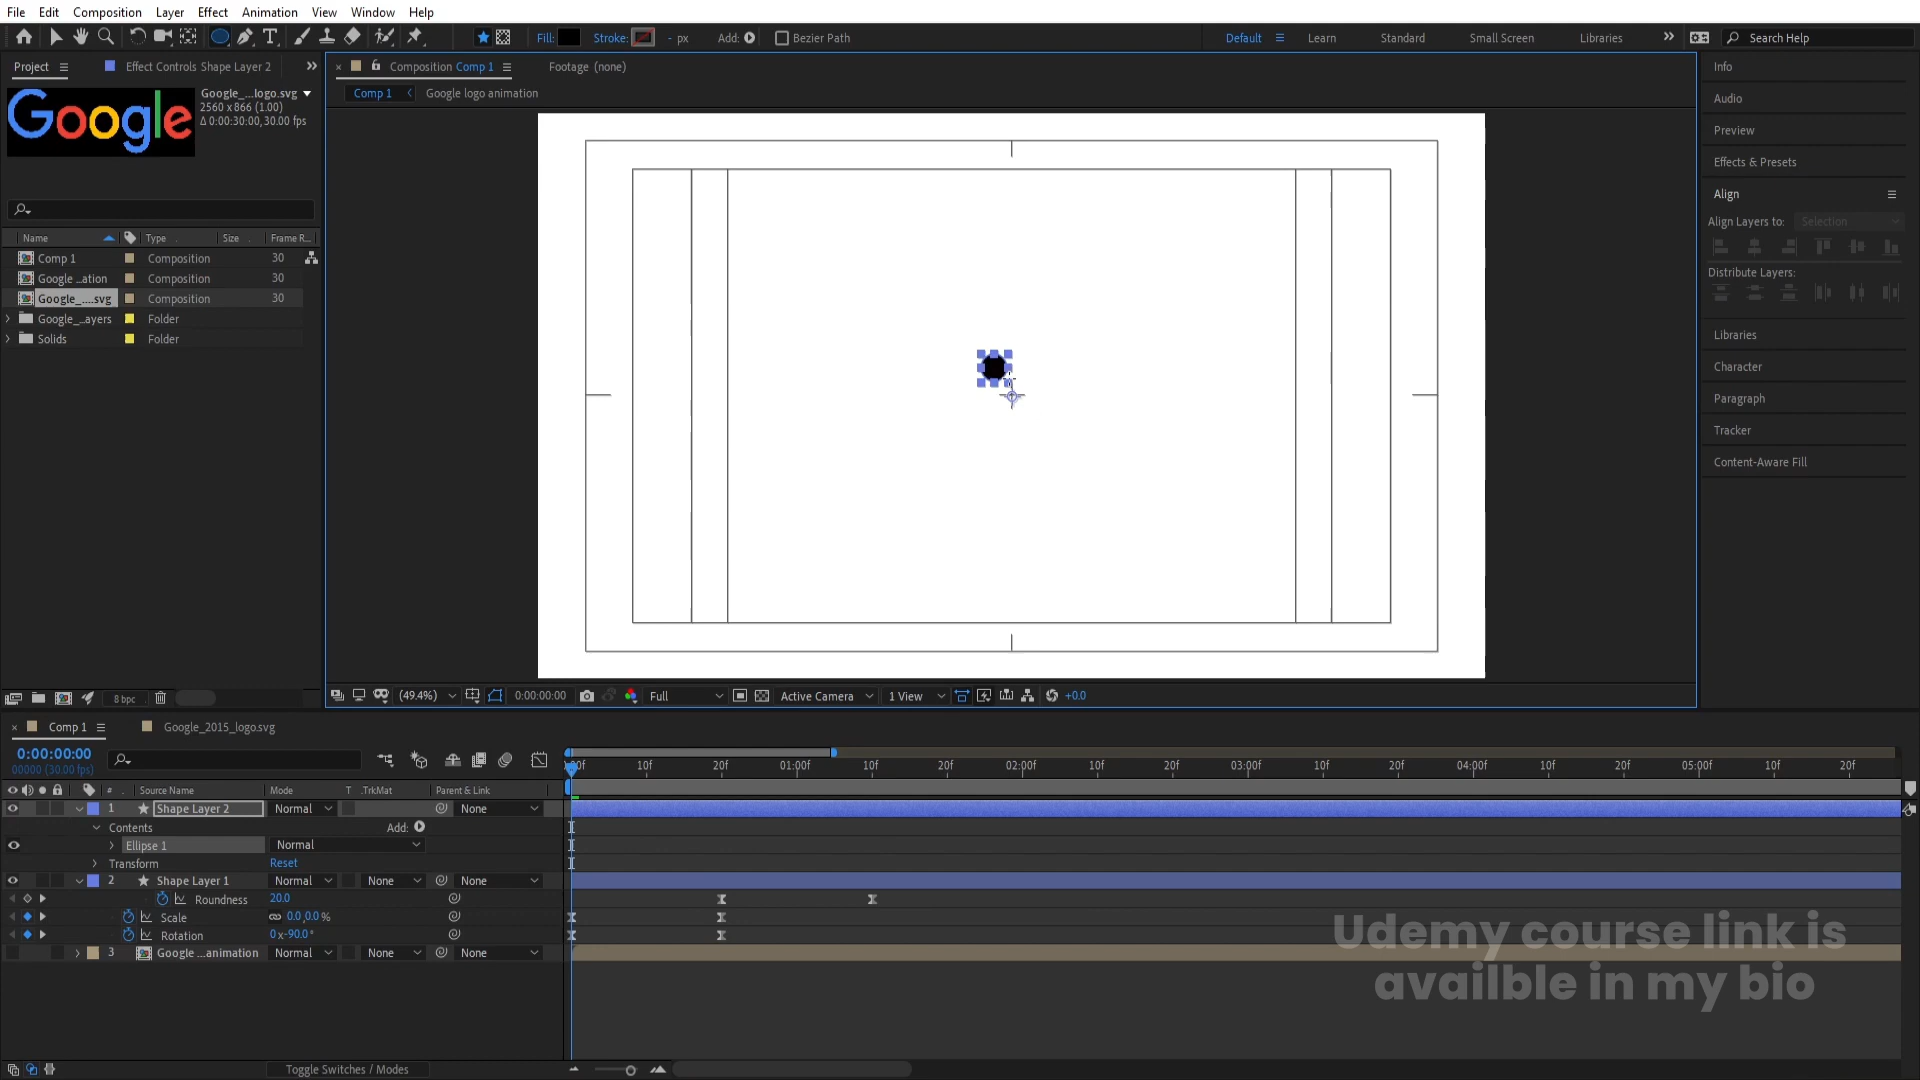 File Edit Composition Layer Effect Animation View Window Help
Fill: Stroke: - px Add: Bezier Path Default Learn Standard Small Screen Libraries Search Help
Project Effect Controls Shape Layer 2
Composition Comp 1 Footage (none)
Google_...logo.svg
2560 x 866 (1.00)
Δ 0:00:30:00, 30.00 fps
Google
Comp 1 Google logo animation
Name Type Size Frame R...
Comp 1 Composition 30
Google ...ation Composition 30
Google_....svg Composition 30
Google_...ayers Folder
Solids Folder
Info
Audio
Preview
Effects & Presets
Align
Align Layers to: Selection
Distribute Layers:
Libraries
Character
Paragraph
Tracker
Content-Aware Fill
8 bpc
(49.4%) 0:00:00:00 Full Active Camera 1 View +0.0
Comp 1 Google_2015_logo.svg
0:00:00:00
00000 (30.00 fps)
:00f 10f 20f 01:00f 10f 20f 02:00f 10f 20f 03:00f 10f 20f 04:00f 10f 20f 05:00f 10f 20f
# Source Name Mode T .TrkMat Parent & Link
1 Shape Layer 2 Normal None
Contents Add:
Ellipse 1 Normal
Transform Reset
2 Shape Layer 1 Normal None None
Roundness 20.0
Scale 0.0,0.0%
Rotation 0x-90.0°
3 Google ...animation Normal None None
Toggle Switches / Modes
Udemy course link is
availble in my bio